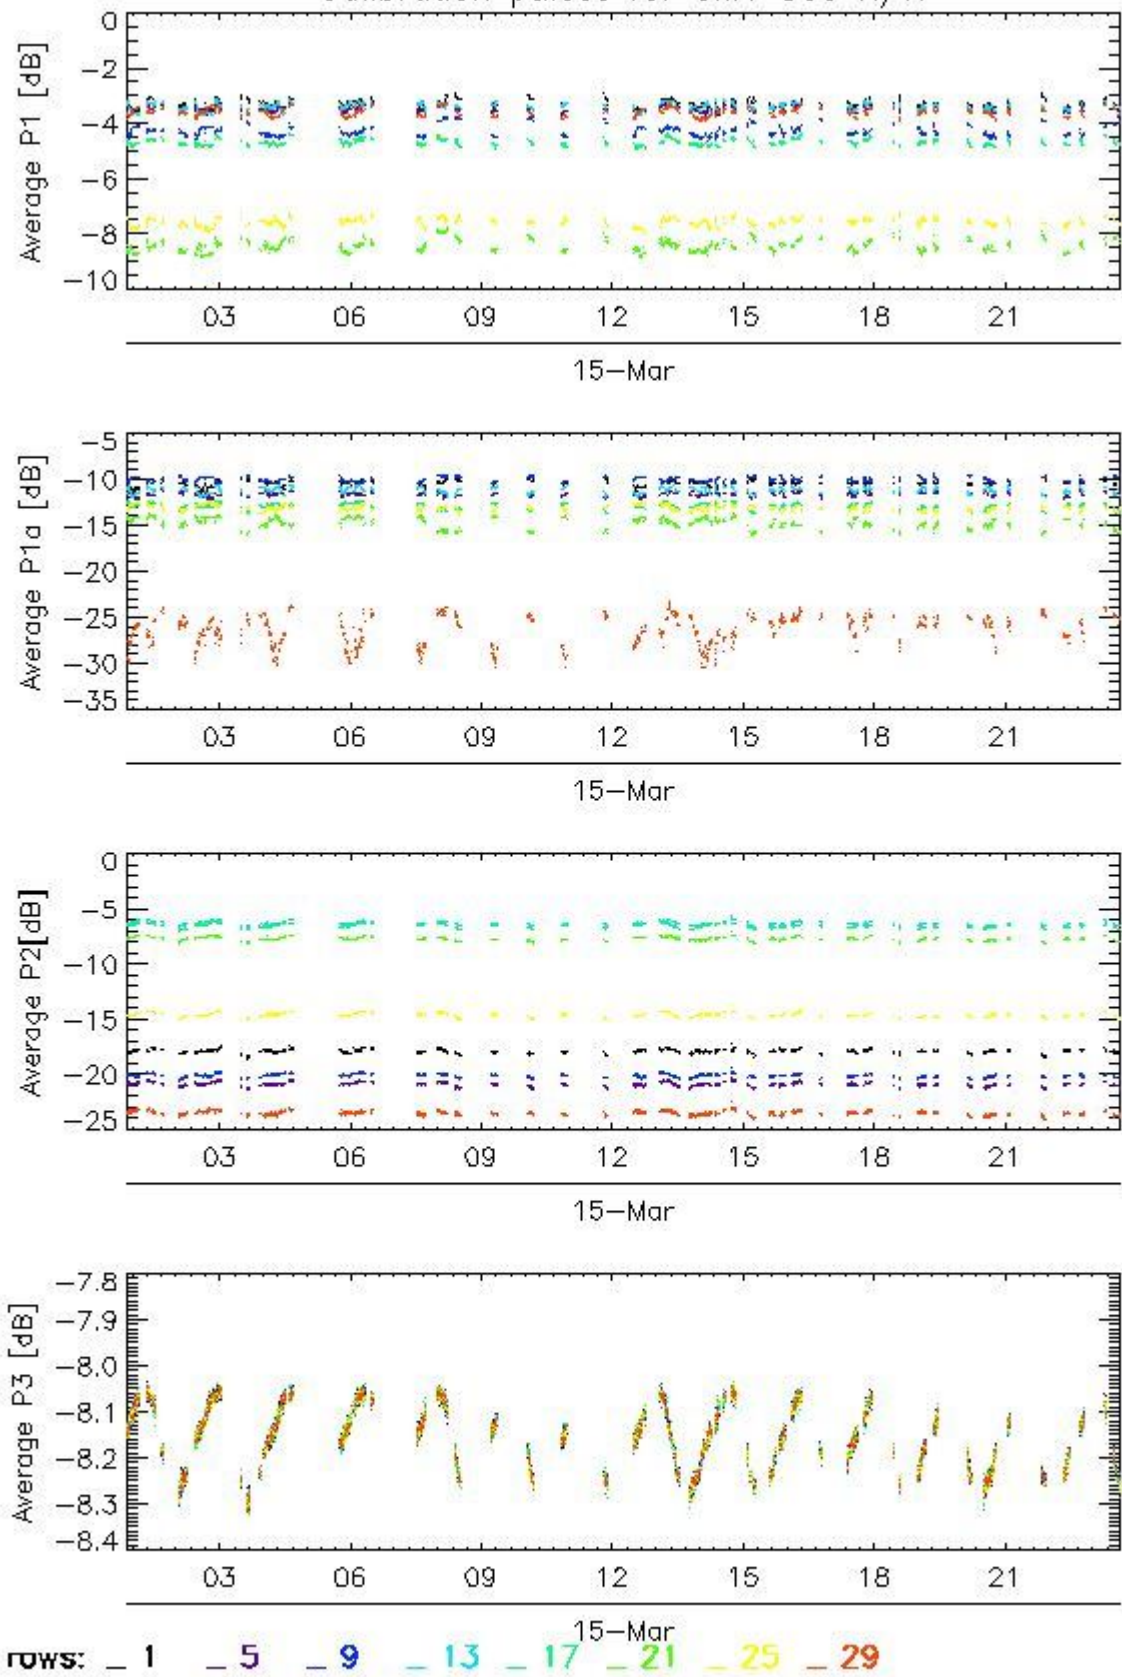 0
-2
-4
-6
-8
-10
Average P1 [dB]
03 06 09 12 15 18 21
15-Mar
-5
-10
-15
-20
-25
-30
-35
Average P1a [dB]
03 06 09 12 15 18 21
15-Mar
0
-5
-10
-15
-20
-25
Average P2[dB]
03 06 09 12 15 18 21
15-Mar
-7.8
-7.9
-8.0
-8.1
-8.2
-8.3
-8.4
Average P3 [dB]
03 06 09 12 15 18 21
15-Mar
rows: _ 1 _ 5 _ 9 _ 13 _ 17 _ 21 _ 25 _ 29